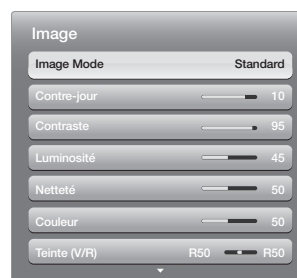 Image
Image Mode Standard
Contre-jour 10
Contraste 95
Luminosité 45
Netteté 50
Couleur 50
Teinte (V/R) R50 R50